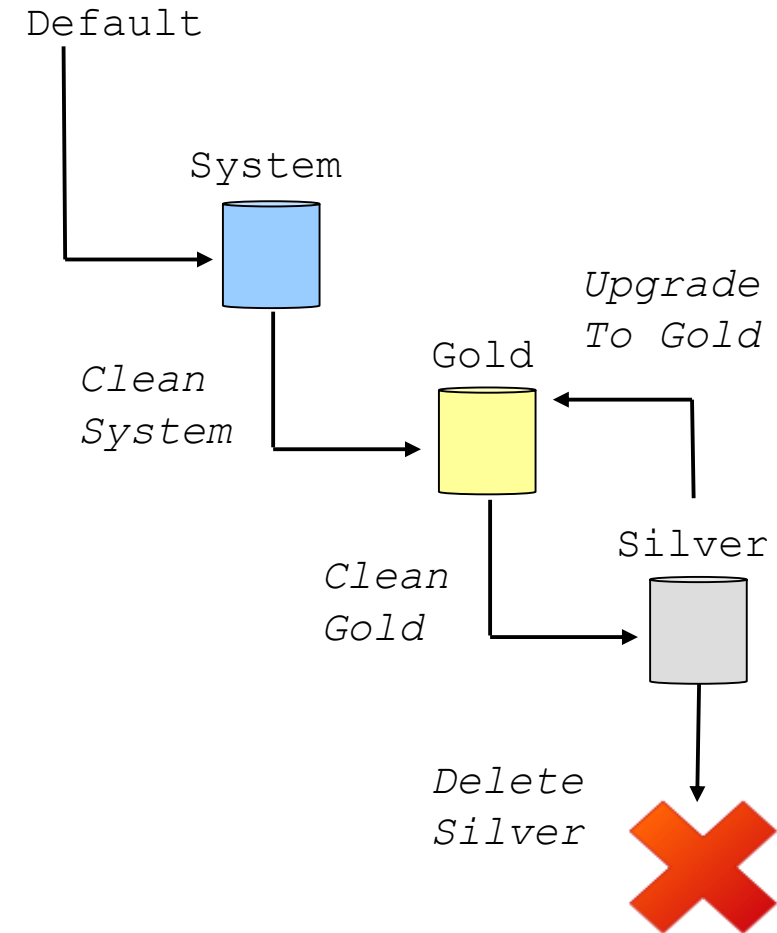 Default
System
Upgrade
To Gold
Gold
Clean
System
Silver
Clean
Gold
Delete
Silver